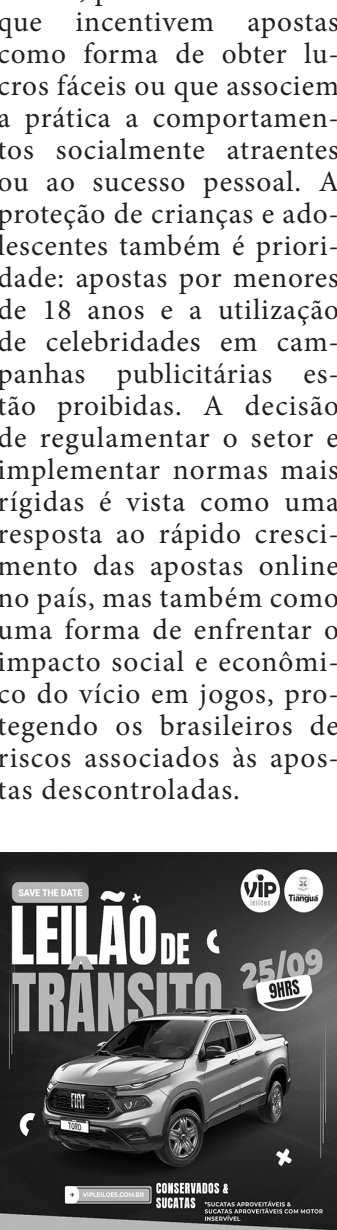 que incentivem apostas
como forma de obter lu-
cros fáceis ou que associem
a prática a comportamen-
tos socialmente atraentes
ou ao sucesso pessoal. A
proteção de crianças e ado-
lescentes também é priori-
dade: apostas por menores
de 18 anos e a utilização
de celebridades em cam-
panhas publicitárias es-
tão proibidas. A decisão
de regulamentar o setor e
implementar normas mais
rígidas é vista como uma
resposta ao rápido cresci-
mento das apostas online
no país, mas também como
uma forma de enfrentar o
impacto social e econômi-
co do vício em jogos, pro-
tegendo os brasileiros de
riscos associados às apos-
tas descontroladas.
SAVE THE DATE
VIP
leilões
Tianguá
LEILÃO DE
TRÂNSITO
25/09
9HRS
FIAT
TORO
VIPLEILOES.COM.BR
CONSERVADOS &
SUCATAS
*SUCATAS APROVEITÁVEIS &
SUCATAS APROVEITÁVEIS COM MOTOR
INSERVÍVEL